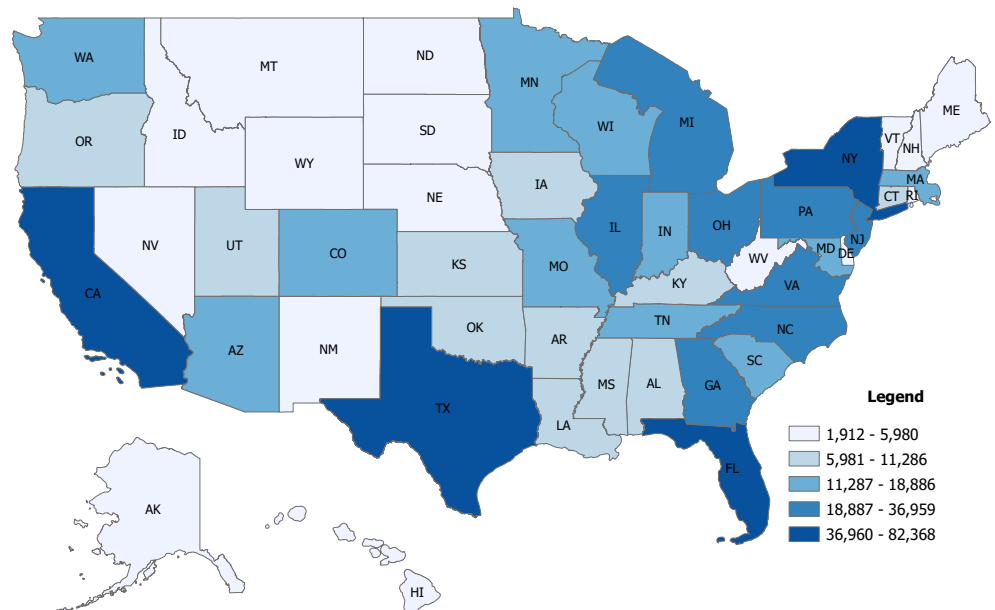 WA
MT
ND
MN
ME
OR
ID
SD
WI
MI
VT
NH
NY
WY
MA
IA
CT
RI
NE
NV
UT
CO
IL
IN
OH
PA
NJ
KS
MO
WV
MD
DE
CA
KY
VA
AZ
NM
OK
AR
TN
NC
SC
MS
AL
GA
TX
LA
FL
AK
HI
Legend
1,912 - 5,980
5,981 - 11,286
11,287 - 18,886
18,887 - 36,959
36,960 - 82,368